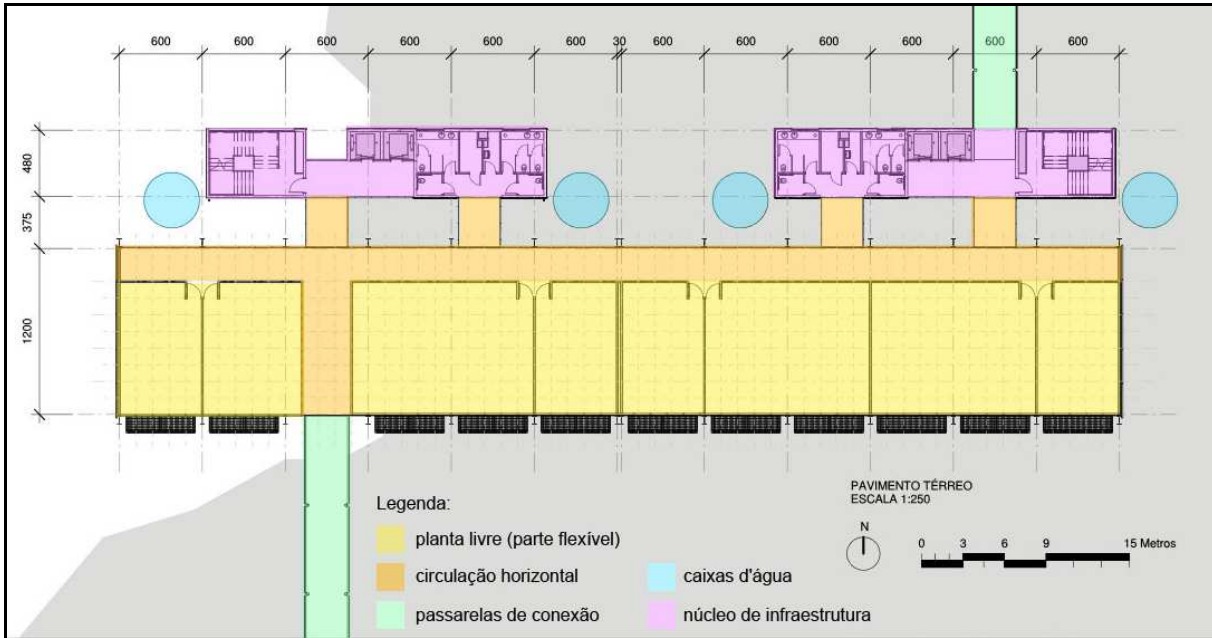 600 600 600 600 600 600 30 600 600 600 600 600 600
480
375
1200
PAVIMENTO TÉRREO
ESCALA 1:250
N
0 3 6 9 15 Metros
Legenda:
planta livre (parte flexível)
circulação horizontal
caixas d'água
passarelas de conexão
núcleo de infraestrutura